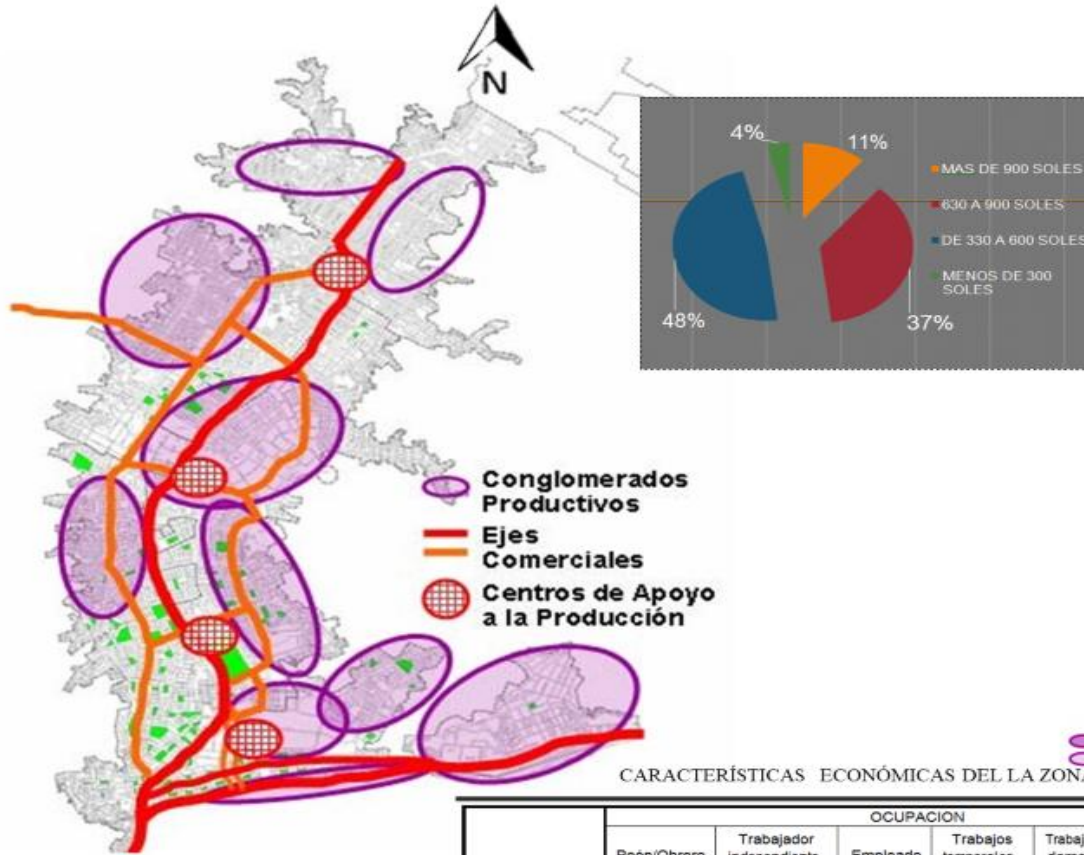 N
4%
11%
48%
37%
MAS DE 900 SOLES
630 A 900 SOLES
DE 330 A 600 SOLES
MENOS DE 300
SOLES
Conglomerados
Productivos
Ejes
Comerciales
Centros de Apoyo
a la Producción
CARACTERÍSTICAS ECONÓMICAS DEL LA ZONA
OCUPACION
Trabajador
Trabajos
Peón/Obrero
Empleado